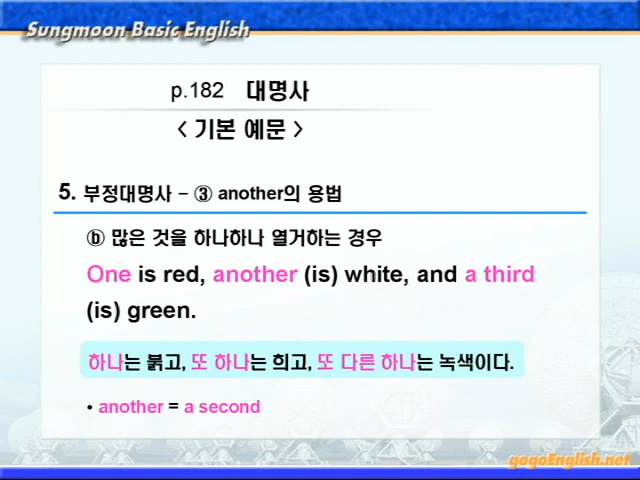 Sungmoon Basic English
p.182 대명사
< 기본 예문 >
5. 부정대명사 – ③ another의 용법
ⓑ 많은 것을 하나하나 열거하는 경우
One is red, another (is) white, and a third
(is) green.
하나는 붉고, 또 하나는 희고, 또 다른 하나는 녹색이다.
• another = a second
gogoEnglish.net